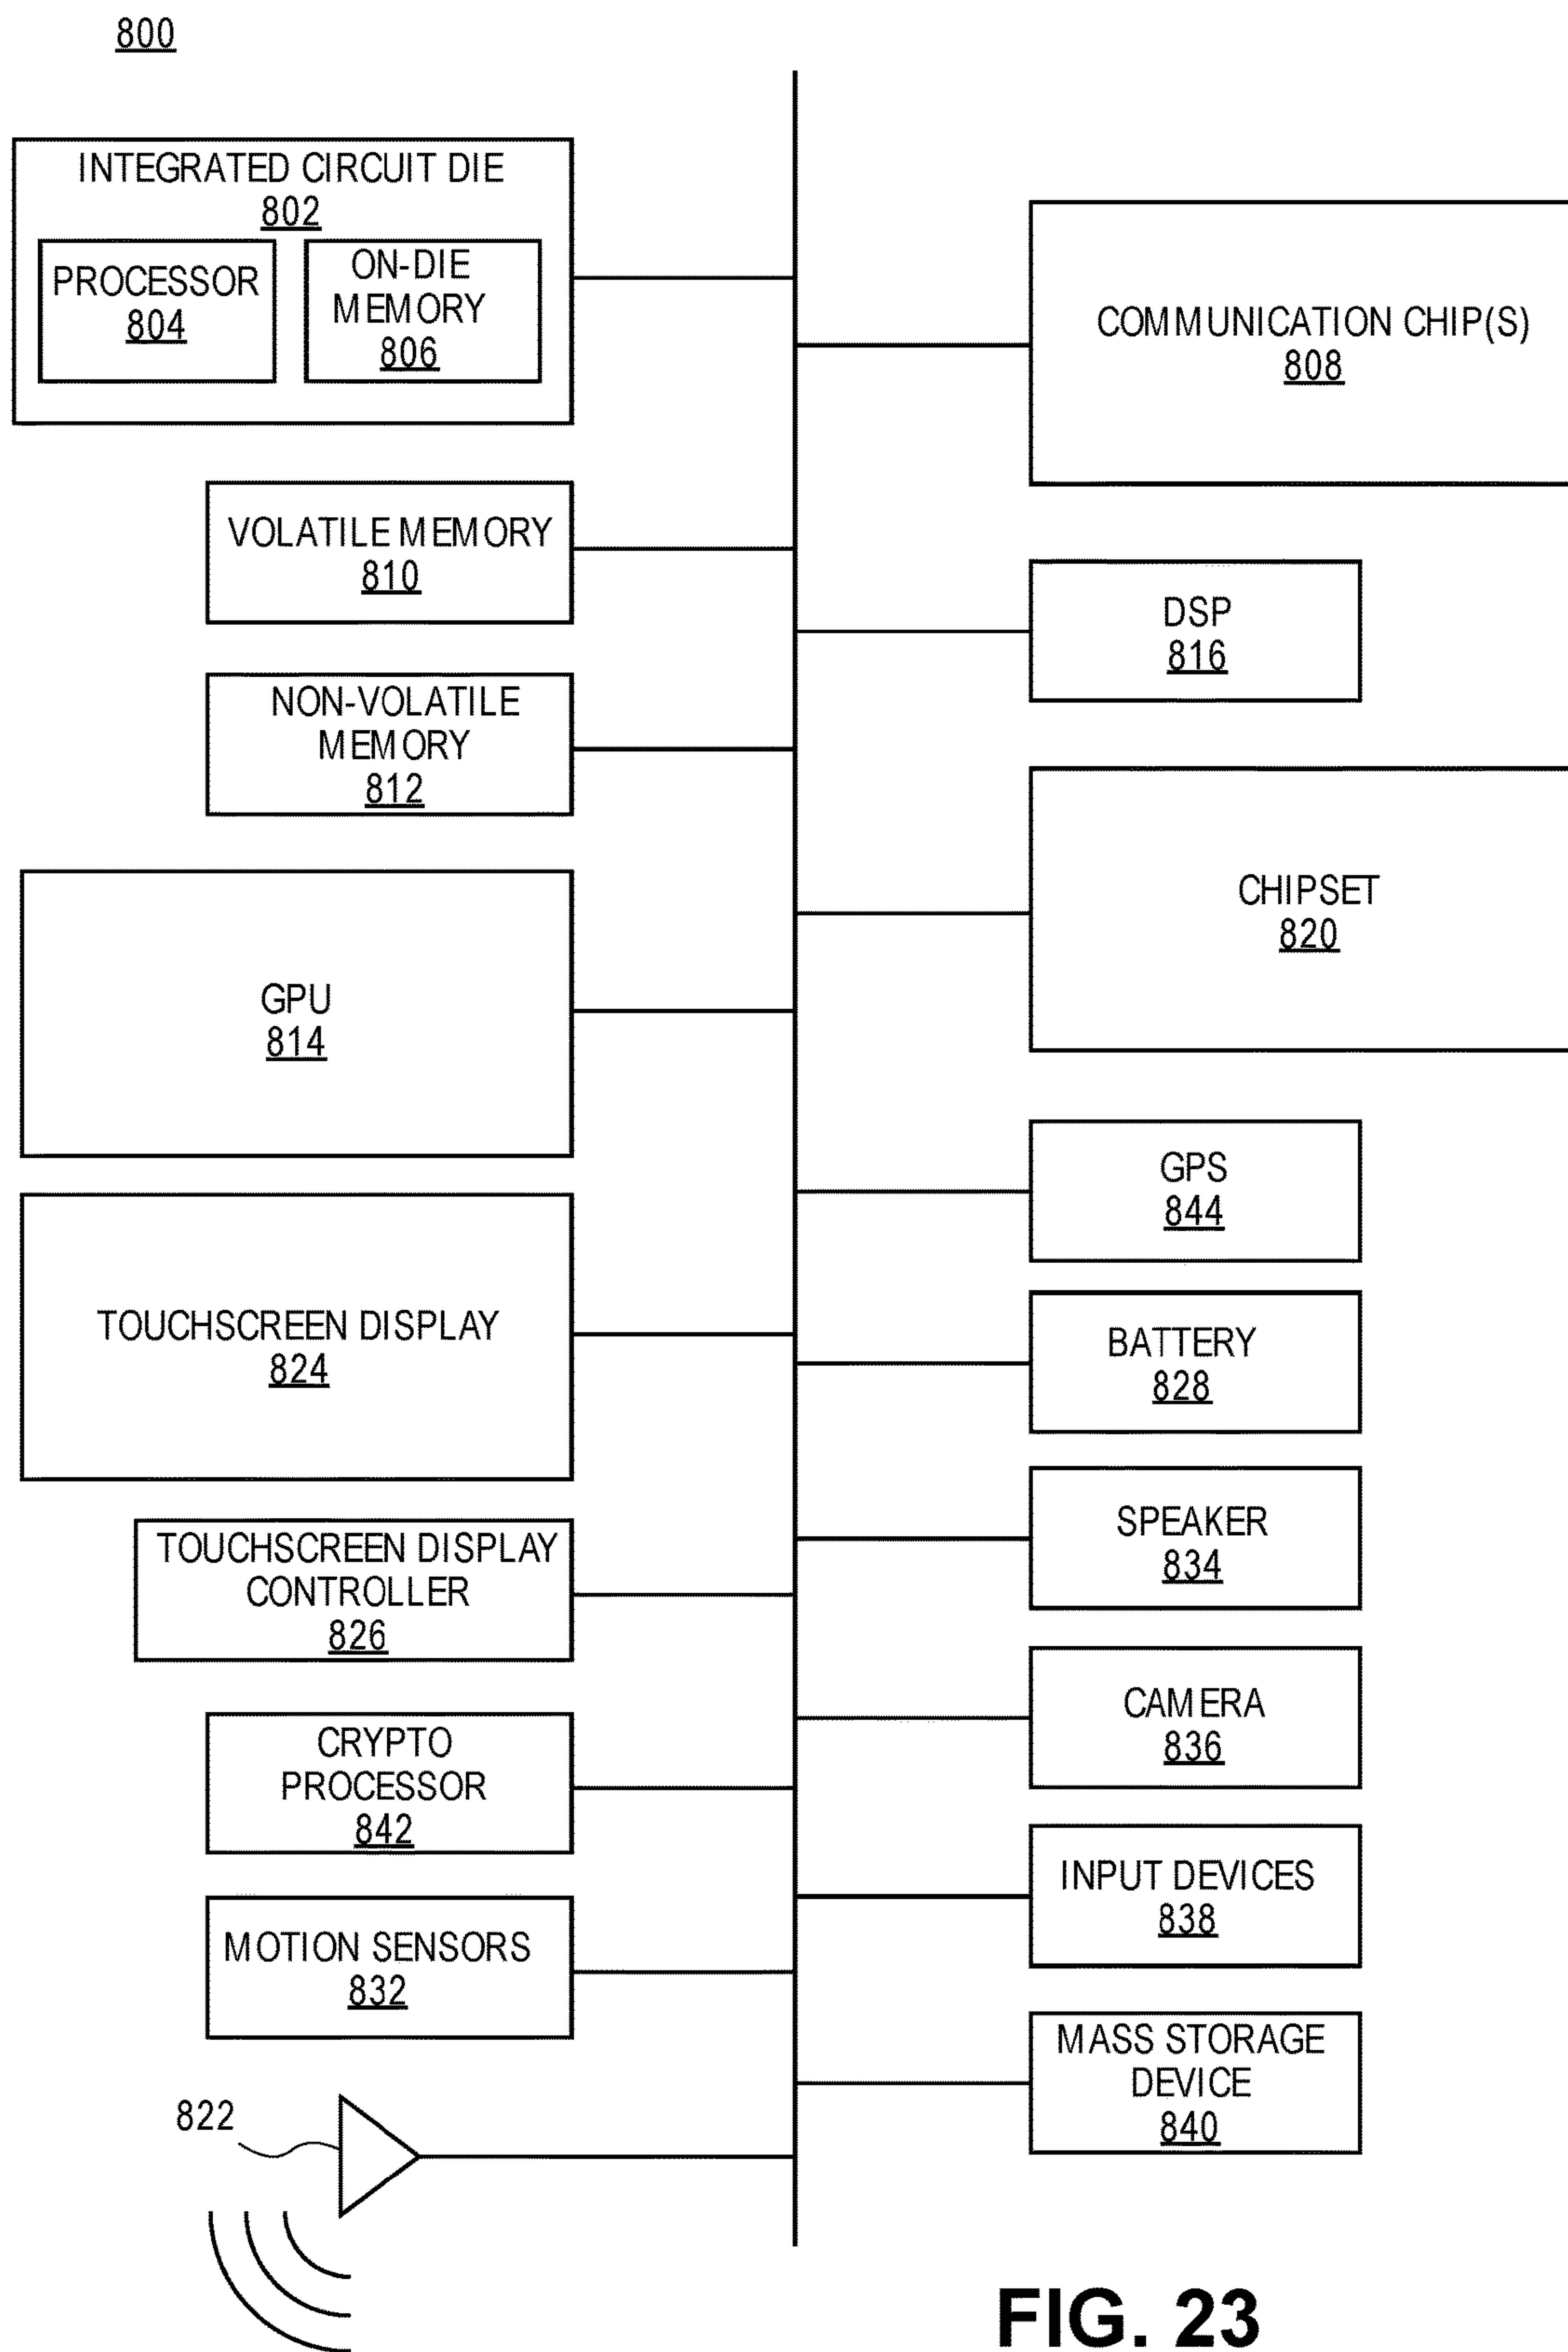 800
INTEGRATED CIRCUIT DIE
802
PROCESSOR
804
ON-DIE
MEMORY
806
COMMUNICATION CHIP(S)
808
VOLATILE MEMORY
810
DSP
816
NON-VOLATILE
MEMORY
812
CHIPSET
820
GPU
814
GPS
844
TOUCHSCREEN DISPLAY
824
BATTERY
828
SPEAKER
834
TOUCHSCREEN DISPLAY
CONTROLLER
826
CAMERA
836
CRYPTO
PROCESSOR
842
INPUT DEVICES
838
MOTION SENSORS
832
MASS STORAGE
DEVICE
840
822
FIG. 23